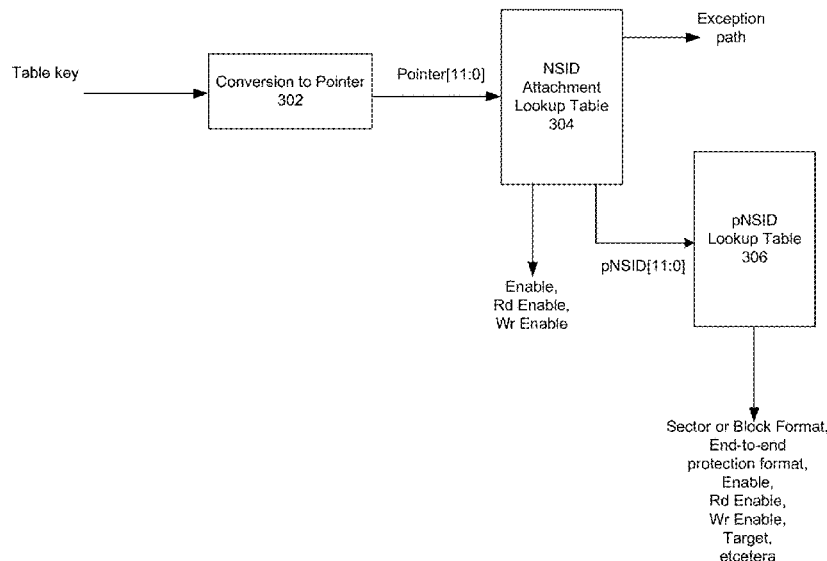 Exception
path
Table key
Conversion to Pointer
302
Pointer[11:0]
NSID
Attachment
Lookup Table
304
pNSID
Lookup Table
306
pNSID[11:0]
Enable,
Rd Enable,
Wr Enable
Sector or Block Format,
End-to-end
protection format,
Enable,
Rd Enable,
Wr Enable,
Target,
etcetera